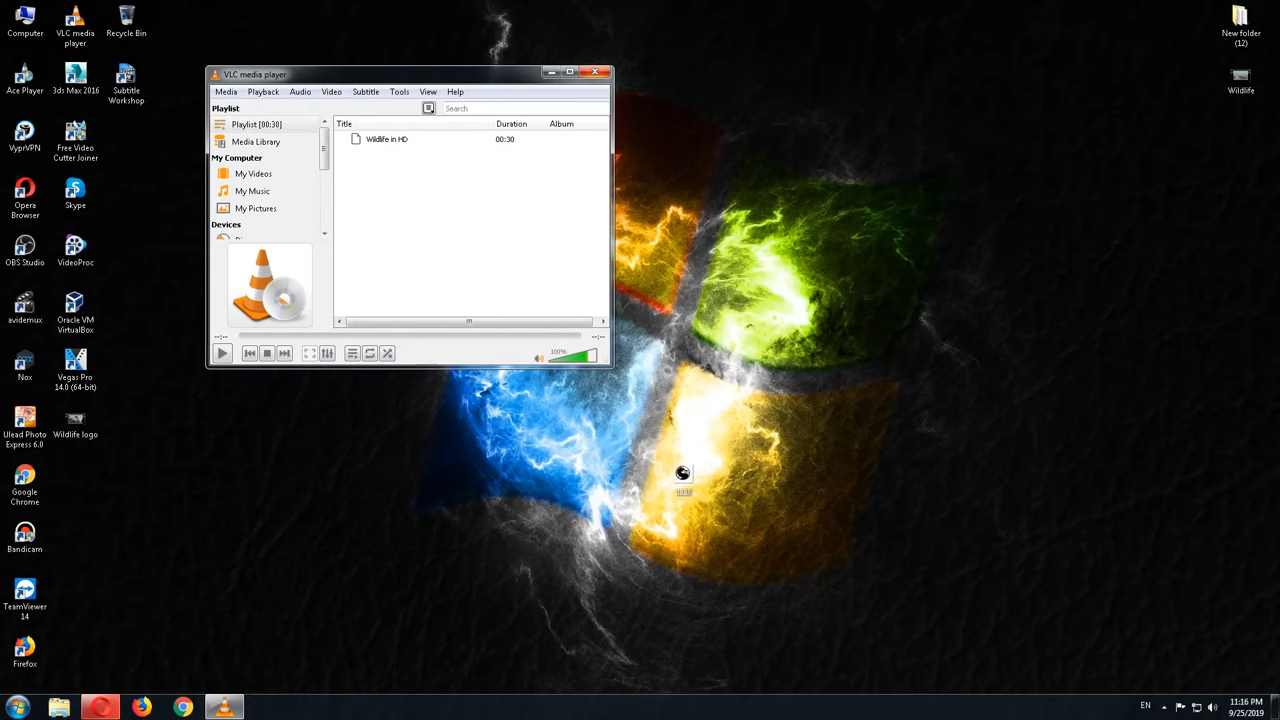 Computer
VLC media
player
Recycle Bin
Ace Player
3ds Max 2016
Subtitle
Workshop
VyprVPN
Free Video
Cutter Joiner
Opera
Browser
Skype
OBS Studio
VideoProc
avidemux
Oracle VM
VirtualBox
Nox
Vegas Pro
14.0 (64-bit)
Ulead Photo
Express 6.0
Wildlife logo
Google
Chrome
Bandicam
TeamViewer
14
Firefox
VLC media player
Media Playback Audio Video Subtitle Tools View Help
Playlist
Search
Playlist [00:30]
Media Library
My Computer
My Videos
My Music
My Pictures
Devices
Title Duration Album
Wildlife in HD 00:30
--:--
--:--
100%
New folder
(12)
Wildlife
EN
11:16 PM
9/25/2019